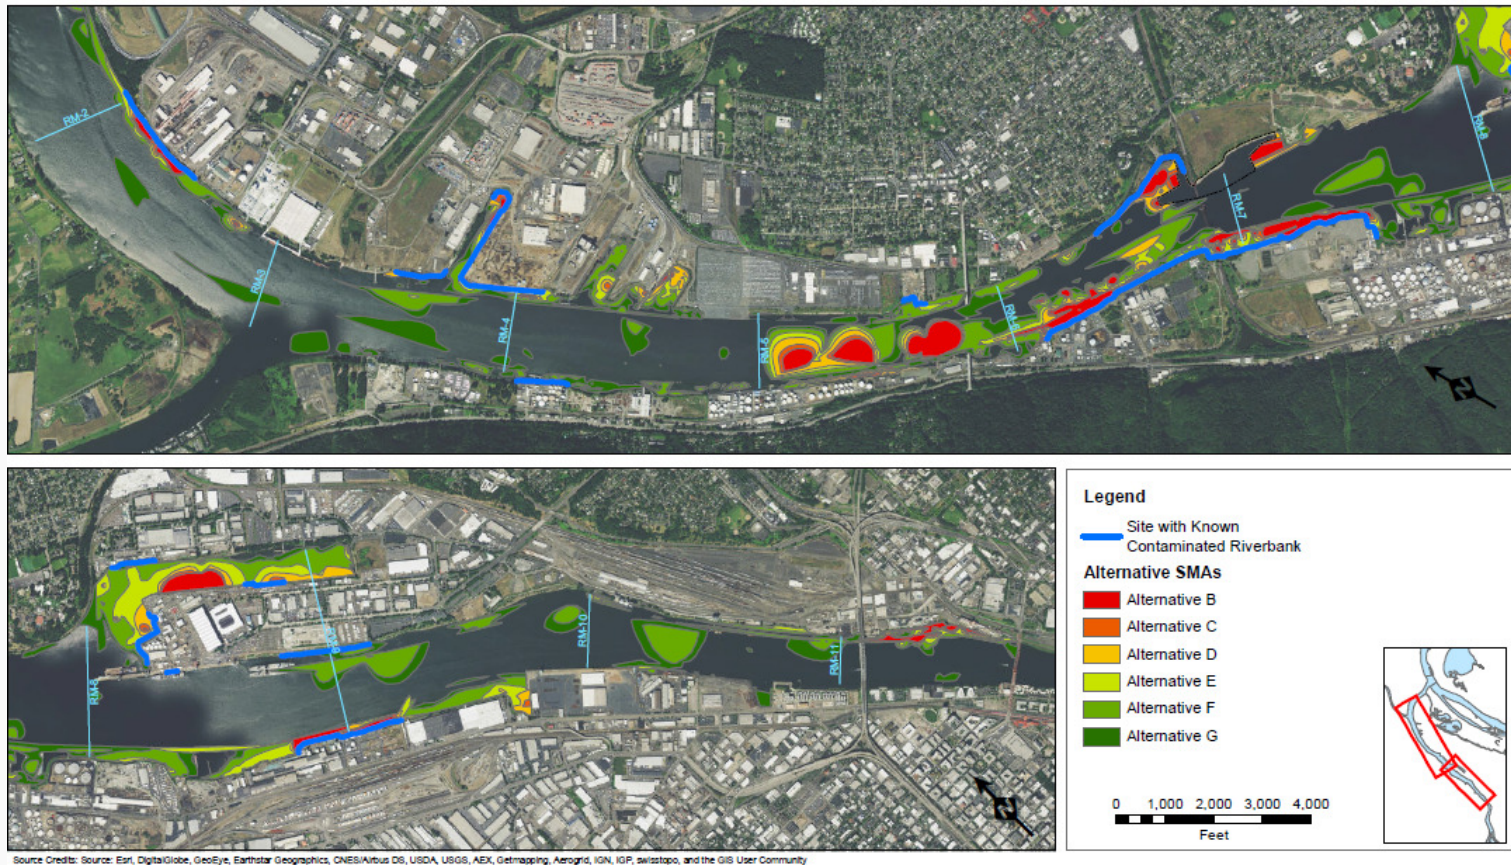 RM-2
RM-3
RM-4
RM-5
RM-6
RM-7
RM-8
N
RM-8
RM-9
RM-10
RM-11
N
Legend
Site with Known
Contaminated Riverbank
Alternative SMAs
Alternative B
Alternative C
Alternative D
Alternative E
Alternative F
Alternative G
0 1,000 2,000 3,000 4,000
Feet
Source Credits: Source: Esri, DigitalGlobe, GeoEye, Earthstar Geographics, CNES/Airbus DS, USDA, USGS, AEX, Getmapping, Aerogrid, IGN, IGP, swisstopo, and the GIS User Community